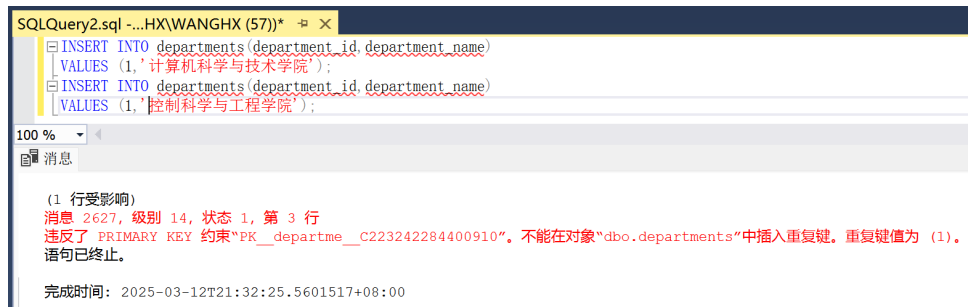 SQLQuery2.sql -...HX\WANGHX (57))*
INSERT INTO departments(department_id,department_name)
VALUES (1,'计算机科学与技术学院');
INSERT INTO departments(department_id,department_name)
VALUES (1,'控制科学与工程学院');
100 %
消息
(1 行受影响)
消息 2627，级别 14，状态 1，第 3 行
违反了 PRIMARY KEY 约束“PK__departme__C223242284400910”。不能在对象“dbo.departments”中插入重复键。重复键值为 (1)。
语句已终止。
完成时间: 2025-03-12T21:32:25.5601517+08:00